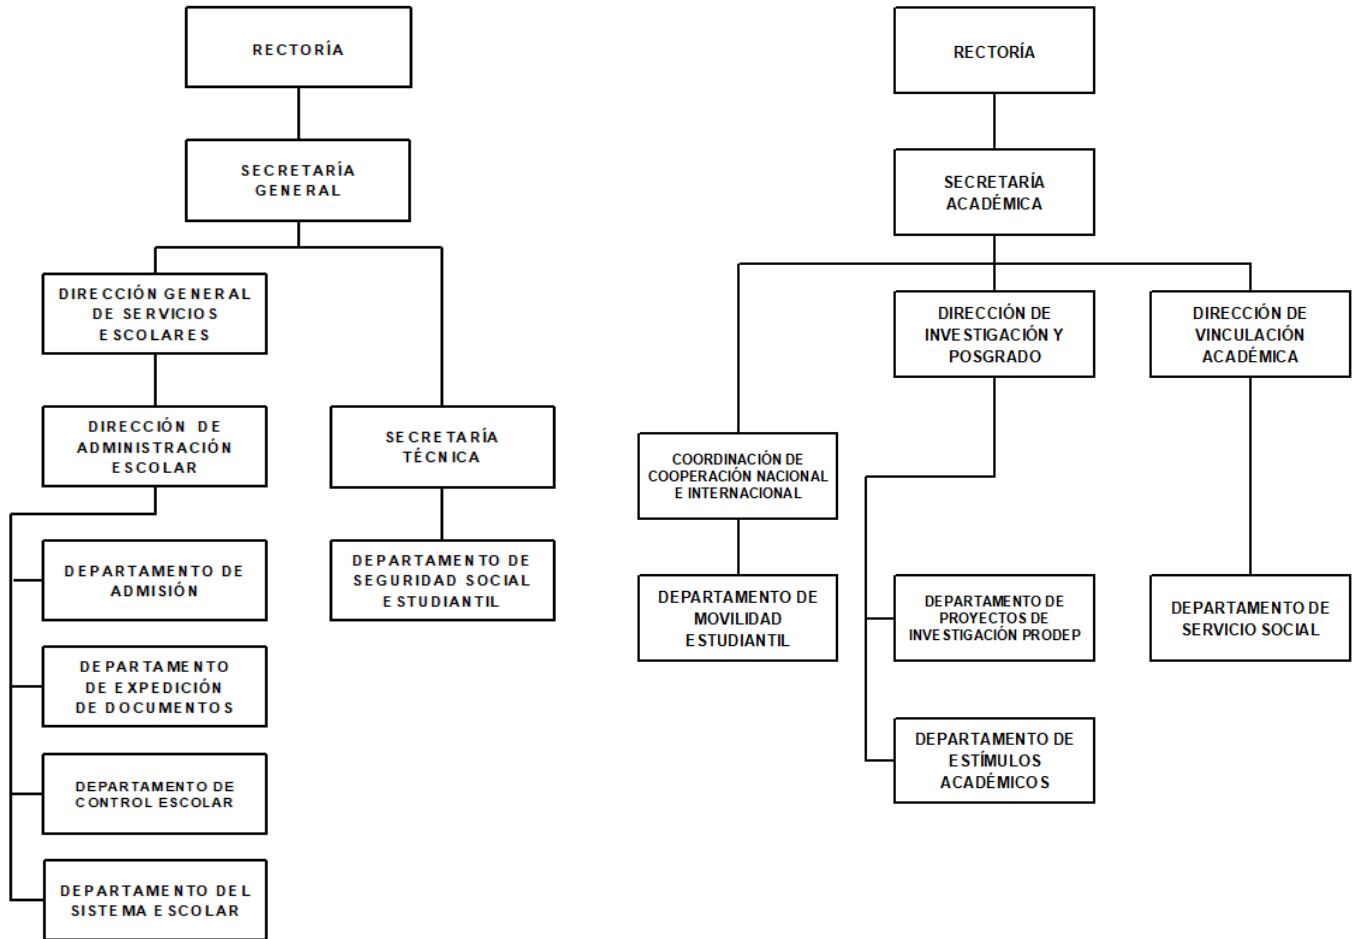 RECTORÍA
SECRETARÍA
GENERAL
DIRECCIÓN GENERAL
DE SERVICIOS
ESCOLARES
DIRECCIÓN DE
ADMINISTRACIÓN
ESCOLAR
SECRETARÍA
TÉCNICA
DEPARTAMENTO DE
ADMISIÓN
DEPARTAMENTO DE
SEGURIDAD SOCIAL
ESTUDIANTIL
DEPARTAMENTO
DE EXPEDICIÓN
DE DOCUMENTOS
DEPARTAMENTO DE
CONTROL ESCOLAR
DEPARTAMENTO DEL
SISTEMA ESCOLAR
RECTORÍA
SECRETARÍA
ACADÉMICA
DIRECCIÓN DE
INVESTIGACIÓN Y
POSGRADO
DIRECCIÓN DE
VINCULACIÓN
ACADÉMICA
COORDINACIÓN DE
COOPERACIÓN NACIONAL
E INTERNACIONAL
DEPARTAMENTO DE
MOVILIDAD
ESTUDIANTIL
DEPARTAMENTO DE
PROYECTOS DE
INVESTIGACIÓN PRODEP
DEPARTAMENTO DE
SERVICIO SOCIAL
DEPARTAMENTO DE
ESTÍMULOS
ACADÉMICOS